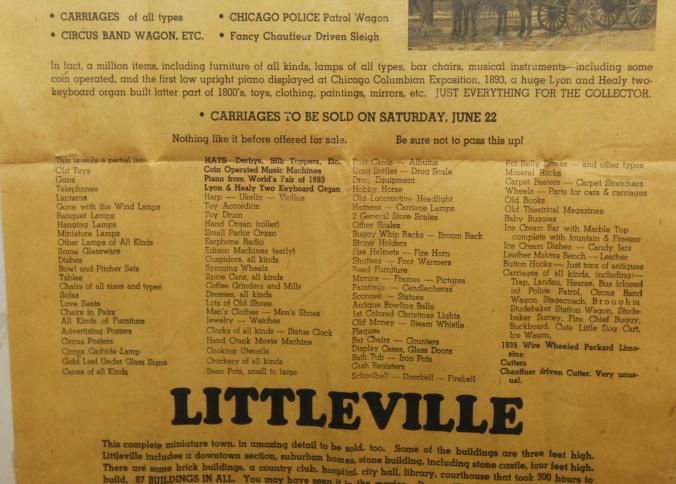 • CARRIAGES of all types
• CIRCUS BAND WAGON, ETC.
• CHICAGO POLICE Patrol Wagon
• Fancy Chauffeur Driven Sleigh
In fact, a million items, including furniture of all kinds, lamps of all types, bar chairs, musical instruments—including some
coin operated, and the first low upright piano displayed at Chicago Columbian Exposition, 1893, a huge Lyon and Healy two-
keyboard organ built latter part of 1800's, toys, clothing, paintings, mirrors, etc. JUST EVERYTHING FOR THE COLLECTOR.
• CARRIAGES TO BE SOLD ON SATURDAY, JUNE 22
Nothing like it before offered for sale. Be sure not to pass this up!
This is only a partial list:
Old Toys
Guns
Telephones
Lanterns
Gone with the Wind Lamps
Banquet Lamps
Hanging Lamps
Miniature Lamps
Other Lamps of All Kinds
Some Glassware
Dishes
Bowl and Pitcher Sets
Tables
Chairs of all sizes and types
Sofas
Love Seats
Chairs in Pairs
All Kinds of Furniture
Advertising Posters
Circus Posters
Circus Carbide Lamp
Gold Lead Under Glass Signs
Canes of All Kinds
HATS—Derbys, Silk Toppers, Etc.
Coin Operated Music Machines
Piano from World's Fair of 1893
Lyon & Healy Two Keyboard Organ
Harp — Ukelin — Violins
Toy Accordion
Toy Drum
Hand Organ (roller)
Small Parlor Organ
Earphone Radio
Edison Machines (early)
Cuspidors, all kinds
Spinning Wheels
Spice Cans, all kinds
Coffee Grinders and Mills
Dresses, all kinds
Lots of Old Shoes
Men's Clothes — Men's Shoes
Jewelry — Watches
Clocks of all kinds — Statue Clock
Hand Crank Movie Machine
Cooking Utensils
Crockery of all kinds
Bean Pots, small to large
Post Cards — Albums
Drug Bottles — Drug Scale
Drug Equipment
Hobby Horse
Old Locomotive Headlight
Harness — Carriage Lamps
2 General Store Scales
Other Scales
Buggy Whip Racks — Broom Rack
String Holders
Fire Helmets — Fire Horn
Shutters — Foot Warmers
Reed Furniture
Mirrors — Frames — Pictures
Paintings — Candleabras
Sconces — Statues
Antique Bowling Balls
1st Colored Christmas Lights
Old Money — Steam Whistle
Plaques
Bar Chairs — Counters
Display Cases, Glass Doors
Bath Tub — Iron Pots
Cash Registers
Schoolbell — Doorbell — Firebell
Pot Belly Stoves — and other types
Mineral Rocks
Carpet Beaters — Carpet Stretchers
Wheels — Parts for cars & carriages
Old Books
Old Theatrical Magazines
Baby Buggies
Ice Cream Bar with Marble Top
complete with fountain & Freezer
Ice Cream Dishes — Candy Jars
Leather Makers Bench — Leather
Button Hooks — Just tons of antiques
Carriages of all kinds, including:—
Trap, Landau, Hearse, Bus (closed
in) Police Patrol, Circus Band
Wagon, Stagecoach, Brougham
Studebaker Station Wagon, Stude-
baker Surrey, Fire Chief Buggy,
Buckboard, Cute Little Dog Cart,
Ice Wagon.
1935 Wire Wheeled Packard Limo-
sine
Cutters
Chauffuer driven Cutter. Very unus-
ual.
LITTLEVILLE
This complete miniature town, in amazing detail to be sold, too. Some of the buildings are three feet high.
Littleville includes a downtown section, suburban homes, stone building, including stone castle, four feet high.
There are some brick buildings, a country club, hospital, city hall, library, courthouse that took 300 hours to
build. 87 BUILDINGS IN ALL. You may have seen it in the